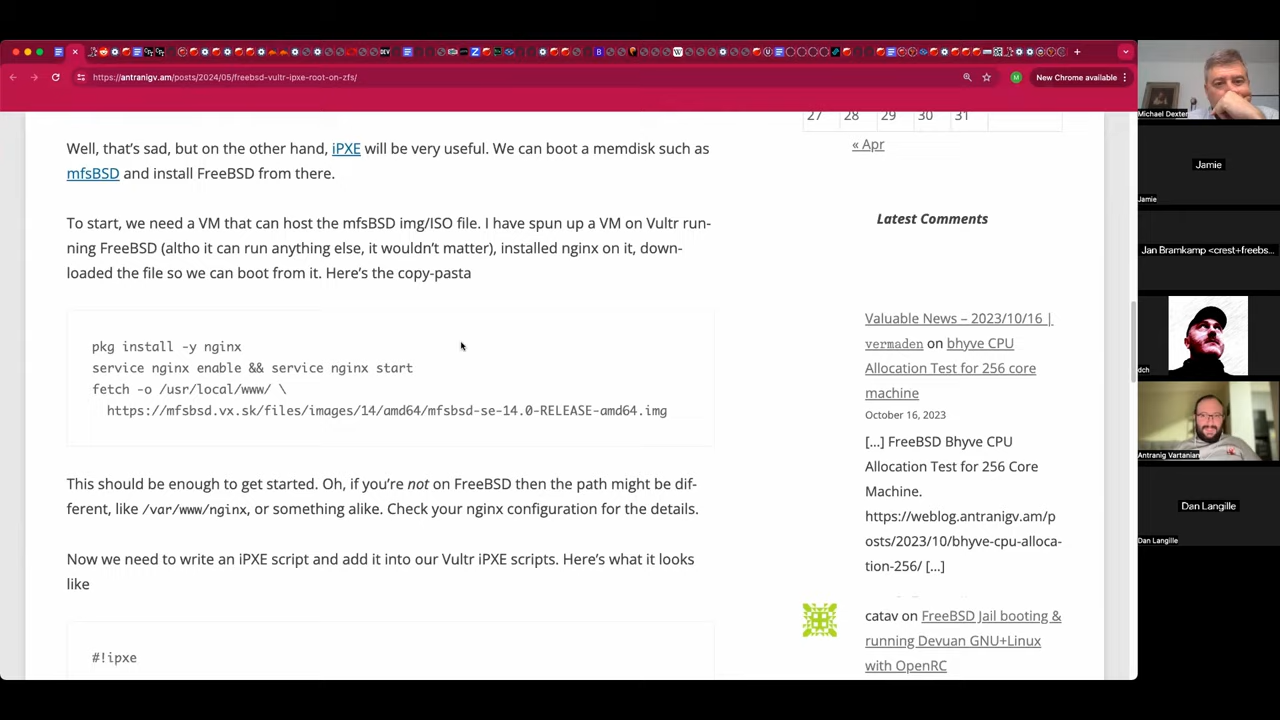 https://antranigv.am/posts/2024/05/freebsd-vultr-ipxe-root-on-zfs/
New Chrome available
Well, that's sad, but on the other hand, iPXE will be very useful. We can boot a memdisk such as
mfsBSD and install FreeBSD from there.
To start, we need a VM that can host the mfsBSD img/ISO file. I have spun up a VM on Vultr run-
ning FreeBSD (altho it can run anything else, it wouldn't matter), installed nginx on it, down-
loaded the file so we can boot from it. Here's the copy-pasta
pkg install -y nginx
service nginx enable && service nginx start
fetch -o /usr/local/www/ \
https://mfsbsd.vx.sk/files/images/14/amd64/mfsbsd-se-14.0-RELEASE-amd64.img
This should be enough to get started. Oh, if you're not on FreeBSD then the path might be dif-
ferent, like /var/www/nginx, or something alike. Check your nginx configuration for the details.
Now we need to write an iPXE script and add it into our Vultr iPXE scripts. Here's what it looks
like
#!ipxe
27 28 29 30 31
« Apr
Latest Comments
Valuable News – 2023/10/16 |
vermaden on bhyve CPU
Allocation Test for 256 core
machine
October 16, 2023
[...] FreeBSD Bhyve CPU
Allocation Test for 256 Core
Machine.
https://weblog.antranigv.am/p
osts/2023/10/bhyve-cpu-alloca-
tion-256/ [...]
catav on FreeBSD Jail booting &
running Devuan GNU+Linux
with OpenRC
Michael Dexter
Jamie
Jamie
Jan Bramkamp <crest+freebs...
dch
Antranig Vartanian
Dan Langille
Dan Langille